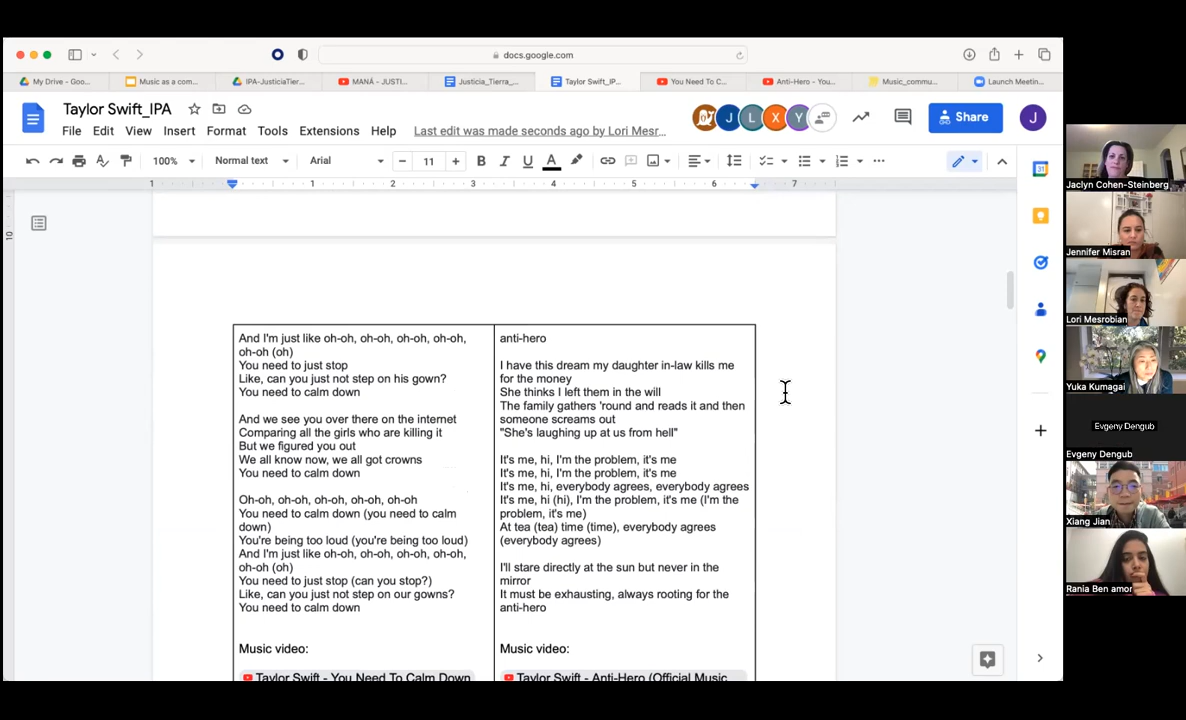 docs.google.com
My Drive - Goo...
Music as a com...
IPA-JusticiaTier...
MANÁ - JUSTI...
Justicia_Tierra_...
Taylor Swift_IP...
You Need To C...
Anti-Hero - You...
Music_commu...
Launch Meetin...
Taylor Swift_IPA
File Edit View Insert Format Tools Extensions Help Last edit was made seconds ago by Lori Mesr...
J L X Y
Share
J
100% Normal text Arial 11 B I U A
1 1 2 3 4 5 6 7
10
And I'm just like oh-oh, oh-oh, oh-oh, oh-oh,
oh-oh (oh)
You need to just stop
Like, can you just not step on his gown?
You need to calm down
And we see you over there on the internet
Comparing all the girls who are killing it
But we figured you out
We all know now, we all got crowns
You need to calm down
Oh-oh, oh-oh, oh-oh, oh-oh, oh-oh
You need to calm down (you need to calm
down)
You're being too loud (you're being too loud)
And I'm just like oh-oh, oh-oh, oh-oh, oh-oh,
oh-oh (oh)
You need to just stop (can you stop?)
Like, can you just not step on our gowns?
You need to calm down
Music video:
Taylor Swift - You Need To Calm Down
anti-hero
I have this dream my daughter in-law kills me
for the money
She thinks I left them in the will
The family gathers 'round and reads it and then
someone screams out
"She's laughing up at us from hell"
It's me, hi, I'm the problem, it's me
It's me, hi, I'm the problem, it's me
It's me, hi, everybody agrees, everybody agrees
It's me, hi (hi), I'm the problem, it's me (I'm the
problem, it's me)
At tea (tea) time (time), everybody agrees
(everybody agrees)
I'll stare directly at the sun but never in the
mirror
It must be exhausting, always rooting for the
anti-hero
Music video:
Taylor Swift - Anti-Hero (Official Music
Jaclyn Cohen-Steinberg
Jennifer Misran
Lori Mesrobian
Yuka Kumagai
Evgeny Dengub
Evgeny Dengub
Xiang Jian
Rania Ben amor